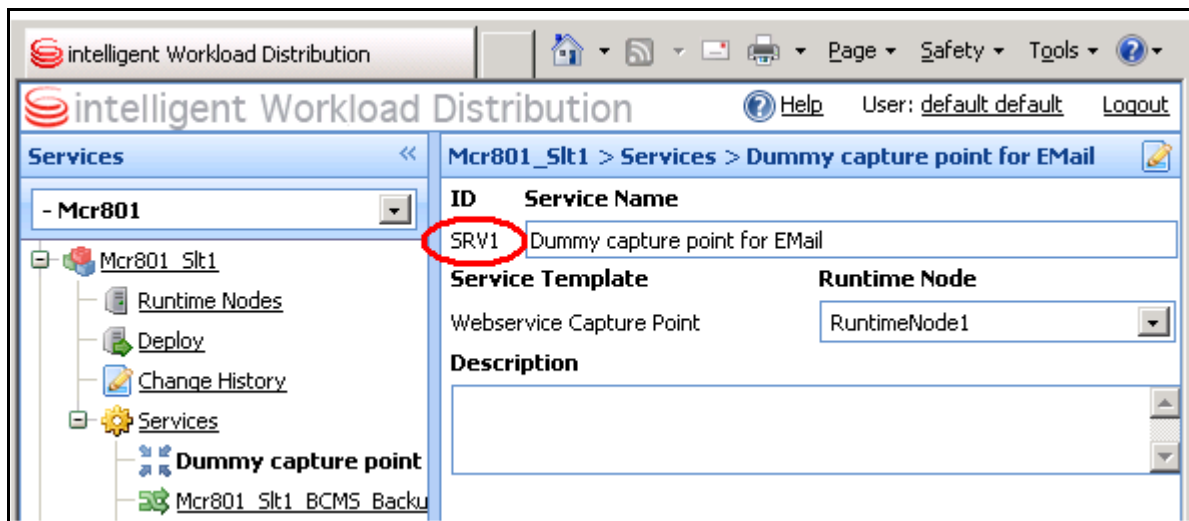 intelligent Workload Distribution
Page Safety Tools
intelligent Workload Distribution
Help User: default default Logout
Services
- Mcr801
Mcr801_Slt1
Runtime Nodes
Deploy
Change History
Services
Dummy capture point
Mcr801_Slt1_BCMS_Backu
Mcr801_Slt1 > Services > Dummy capture point for EMail
ID Service Name
SRV1 Dummy capture point for EMail
Service Template Runtime Node
Webservice Capture Point RuntimeNode1
Description